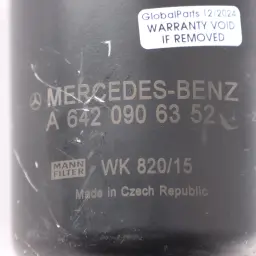 GlobalParts 12/2024
WARRANTY VOID
IF REMOVED
MERCEDES-BENZ
A 642 090 63 52
MANN
FILTER
WK 820/15
Made in Czech Republic